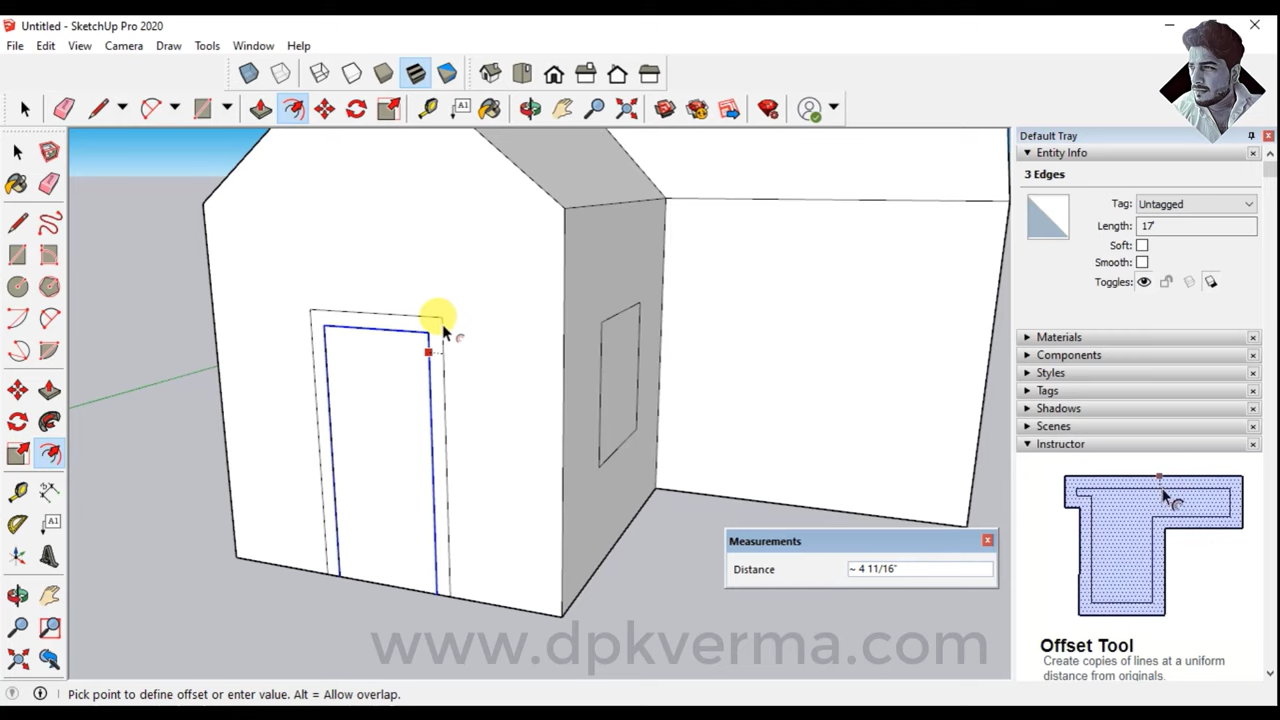 Untitled - SketchUp Pro 2020
File Edit View Camera Draw Tools Window Help
A1
Default Tray
Entity Info
3 Edges
Tag: Untagged
Length: 17'
Soft:
Smooth:
Toggles:
Materials
Components
Styles
Tags
Shadows
Scenes
Instructor
A1
Measurements
Distance ~ 4 11/16"
www.dpkverma.com
Offset Tool
Create copies of lines at a uniform
distance from originals.
Pick point to define offset or enter value. Alt = Allow overlap.